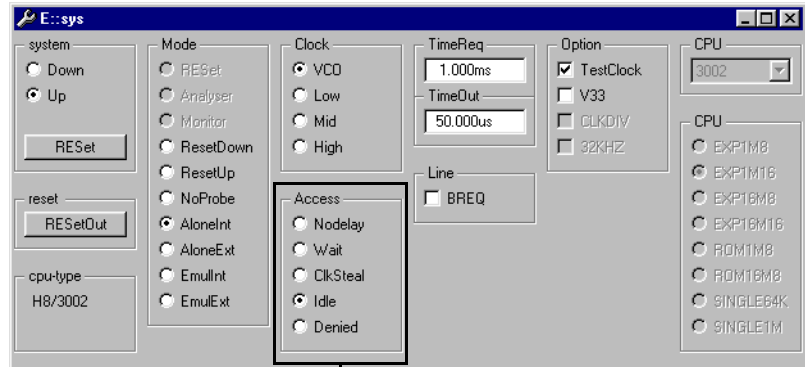 E::sys
system
Down
Up
RESet
reset
RESetOut
cpu-type
H8/3002
Mode
RESet
Analyser
Monitor
ResetDown
ResetUp
NoProbe
AloneInt
AloneExt
EmulInt
EmulExt
Clock
VCO
Low
Mid
High
Access
Nodelay
Wait
ClkSteal
Idle
Denied
TimeReq
1.000ms
TimeOut
50.000us
Line
BREQ
Option
TestClock
V33
CLKDIV
32KHZ
CPU
3002
CPU
EXP1M8
EXP1M16
EXP16M8
EXP16M16
ROM1M8
ROM16M8
SINGLE64K
SINGLE1M